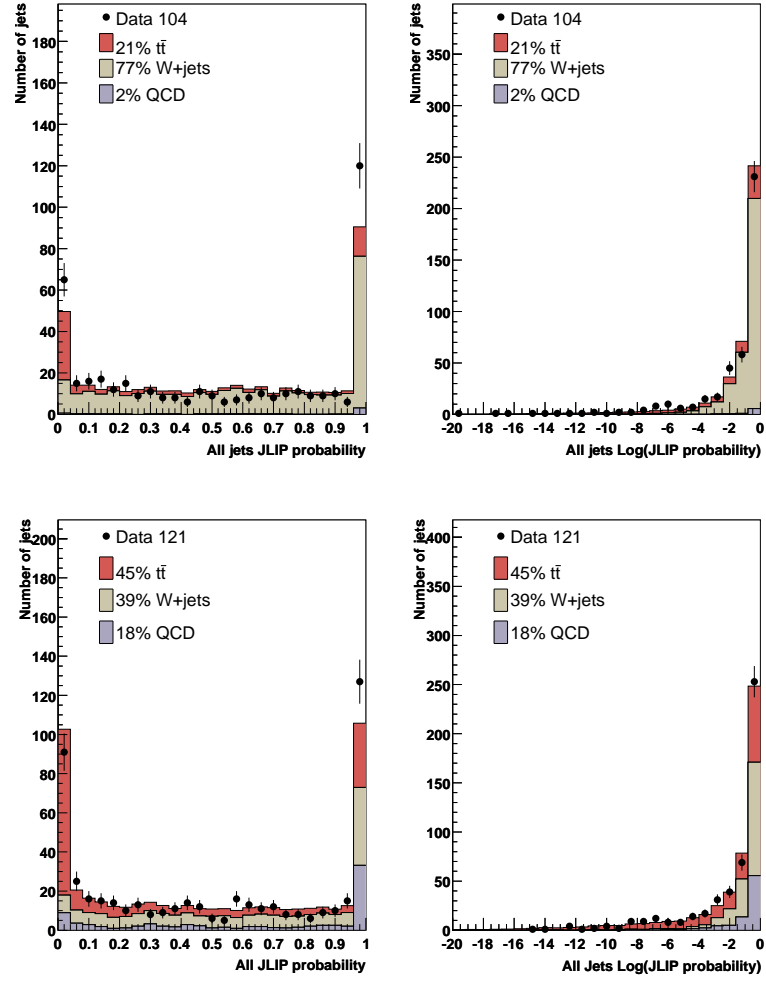 Number of jets
180
160
140
120
100
80
60
40
20
0
Data 104
21% tt̄
77% W+jets
2% QCD
0 0.1 0.2 0.3 0.4 0.5 0.6 0.7 0.8 0.9 1
All jets JLIP probability
Number of jets
350
300
250
200
150
100
50
0
Data 104
21% tt̄
77% W+jets
2% QCD
-20 -18 -16 -14 -12 -10 -8 -6 -4 -2 0
All jets Log(JLIP probability)
Number of jets
200
180
160
140
120
100
80
60
40
20
0
Data 121
45% tt̄
39% W+jets
18% QCD
0 0.1 0.2 0.3 0.4 0.5 0.6 0.7 0.8 0.9 1
All JLIP probability
Number of jets
400
350
300
250
200
150
100
50
0
Data 121
45% tt̄
39% W+jets
18% QCD
-20 -18 -16 -14 -12 -10 -8 -6 -4 -2 0
All Jets Log(JLIP probability)